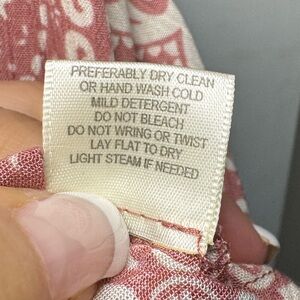 PREFERABLY DRY CLEAN
OR HAND WASH COLD
MILD DETERGENT
DO NOT BLEACH
DO NOT WRING OR TWIST
LAY FLAT TO DRY
LIGHT STEAM IF NEEDED